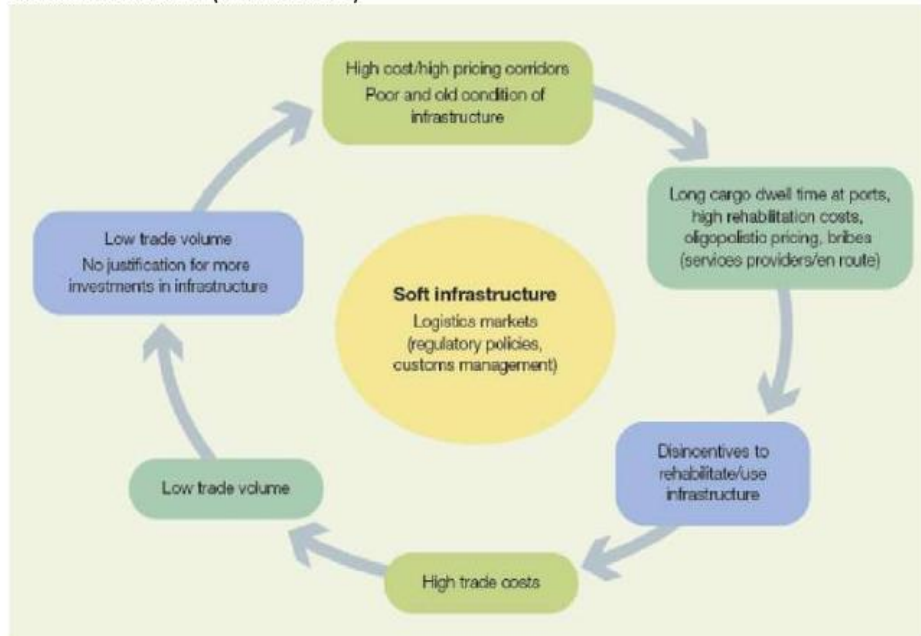 High cost/high pricing corridors
Poor and old condition of
infrastructure
Long cargo dwell time at ports,
high rehabilitation costs,
oligopolistic pricing, bribes
(services providers/en route)
Low trade volume
No justification for more
investments in infrastructure
Soft infrastructure
Logistics markets
(regulatory policies,
customs management)
Disincentives to
rehabilitate/use
infrastructure
Low trade volume
High trade costs